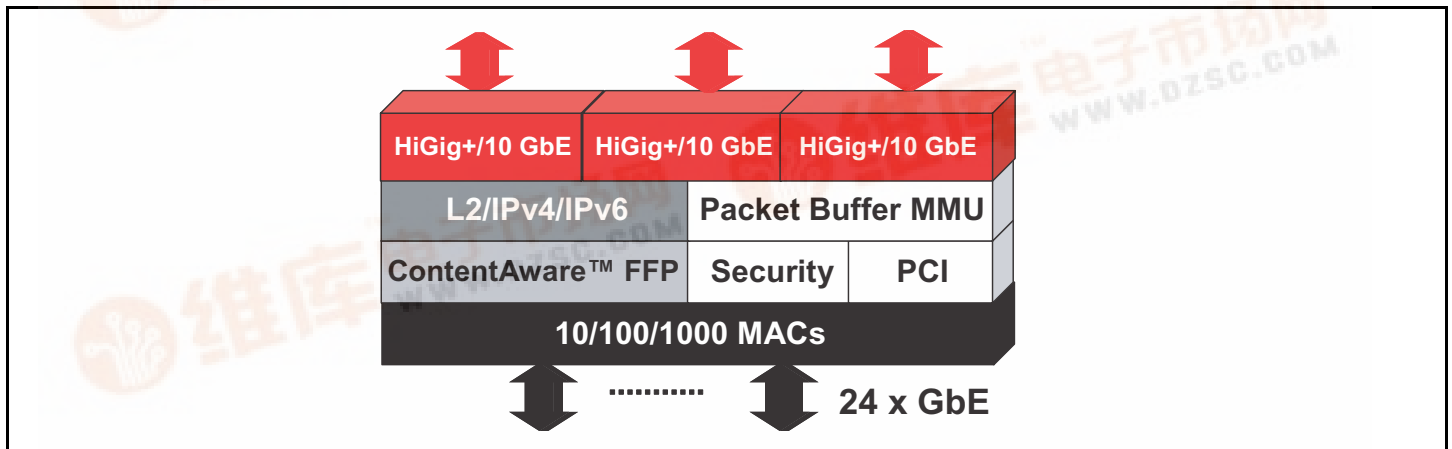 维库电子市场网
WWW.DZSC.COM
HiGig+/10 GbE HiGig+/10 GbE HiGig+/10 GbE
L2/IPv4/IPv6 Packet Buffer MMU
ContentAware™ FFP Security PCI
10/100/1000 MACs
24 x GbE